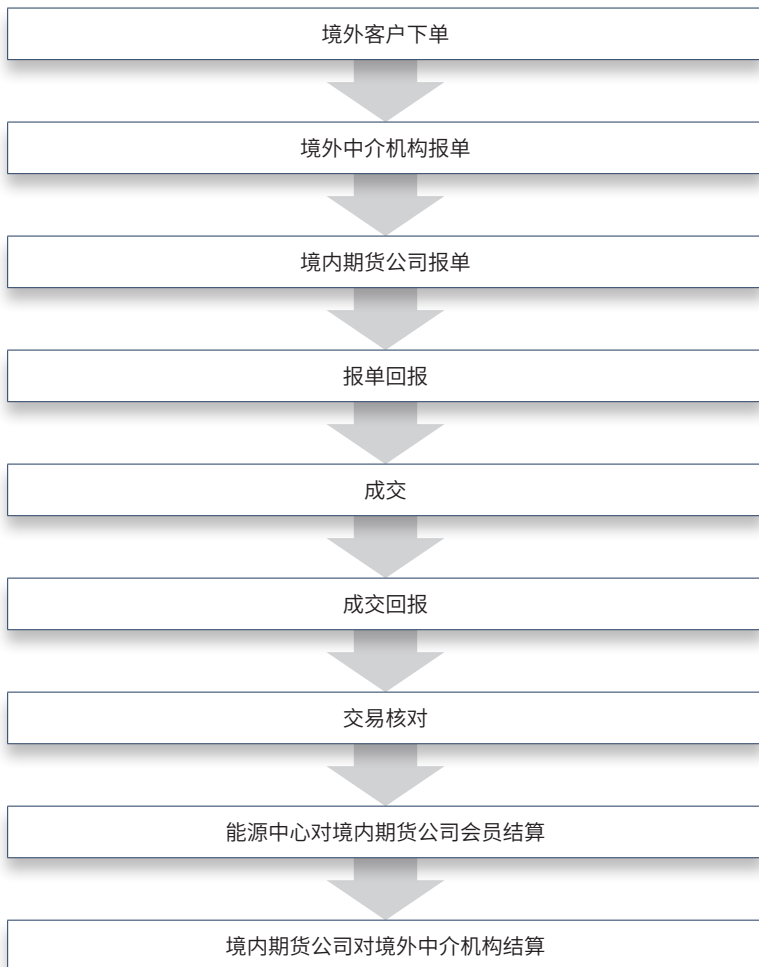 境外客户下单
境外中介机构报单
境内期货公司报单
报单回报
成交
成交回报
交易核对
能源中心对境内期货公司会员结算
境内期货公司对境外中介机构结算